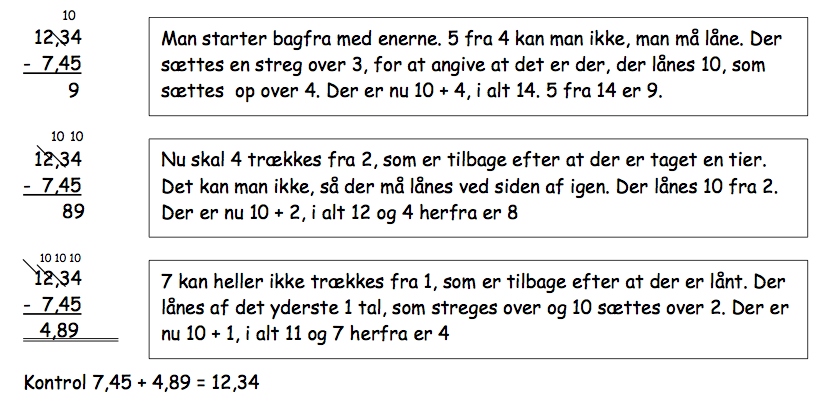 10
12,34
- 7,45
9
Man starter bagfra med enerne. 5 fra 4 kan man ikke, man må låne. Der
sættes en streg over 3, for at angive at det er der, der lånes 10, som
sættes op over 4. Der er nu 10 + 4, i alt 14. 5 fra 14 er 9.
10 10
12,34
- 7,45
89
Nu skal 4 trækkes fra 2, som er tilbage efter at der er taget en tier.
Det kan man ikke, så der må lånes ved siden af igen. Der lånes 10 fra 2.
Der er nu 10 + 2, i alt 12 og 4 herfra er 8
10 10 10
12,34
- 7,45
4,89
7 kan heller ikke trækkes fra 1, som er tilbage efter at der er lånt. Der
lånes af det yderste 1 tal, som streges over og 10 sættes over 2. Der er
nu 10 + 1, i alt 11 og 7 herfra er 4
Kontrol 7,45 + 4,89 = 12,34